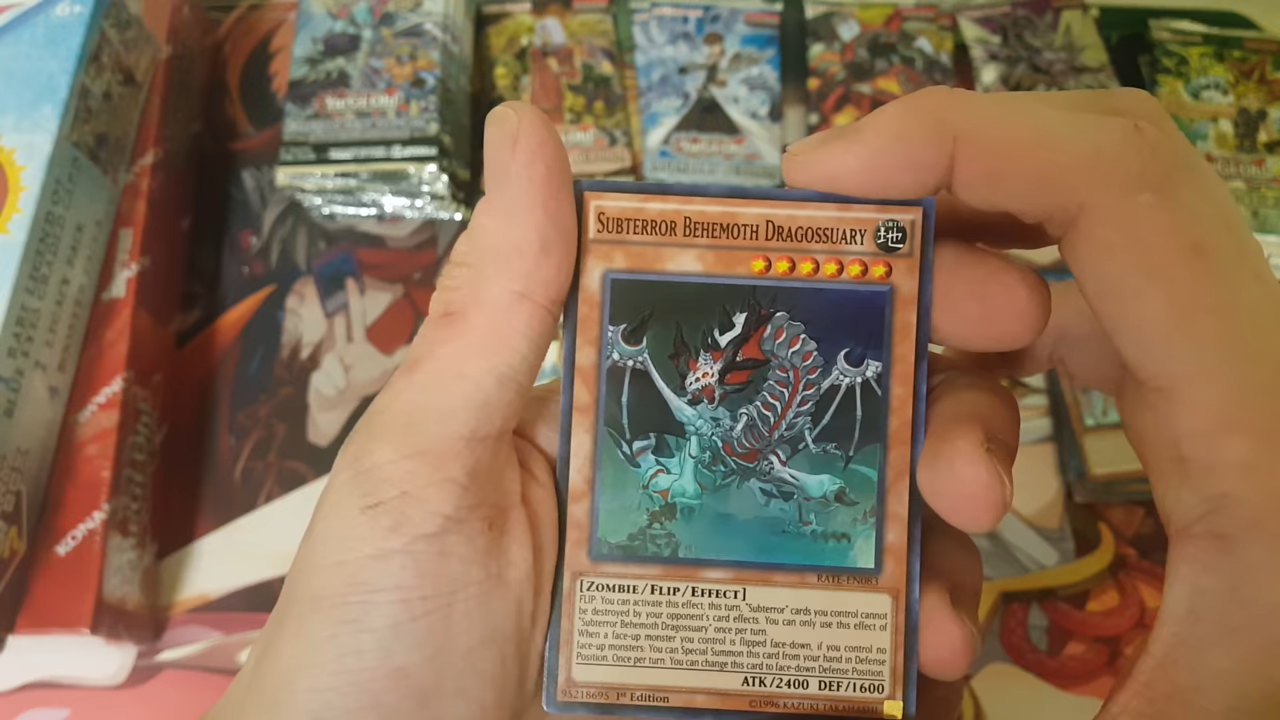 SUBTERROR BEHEMOTH DRAGOSSUARY
EARTH
地
RATE-EN083
[ZOMBIE/FLIP/EFFECT]
FLIP: You can activate this effect; this turn, "Subterror" cards you control cannot
be destroyed by your opponent's card effects. You can only use this effect of
"Subterror Behemoth Dragossuary" once per turn.
When a face-up monster you control is flipped face-down, if you control no
face-up monsters: You can Special Summon this card from your hand in Defense
Position. Once per turn: You can change this card to face-down Defense Position.
ATK/2400 DEF/1600
95218695 1st Edition
©1996 KAZUKI TAKAHASHI
6+
KONAMI